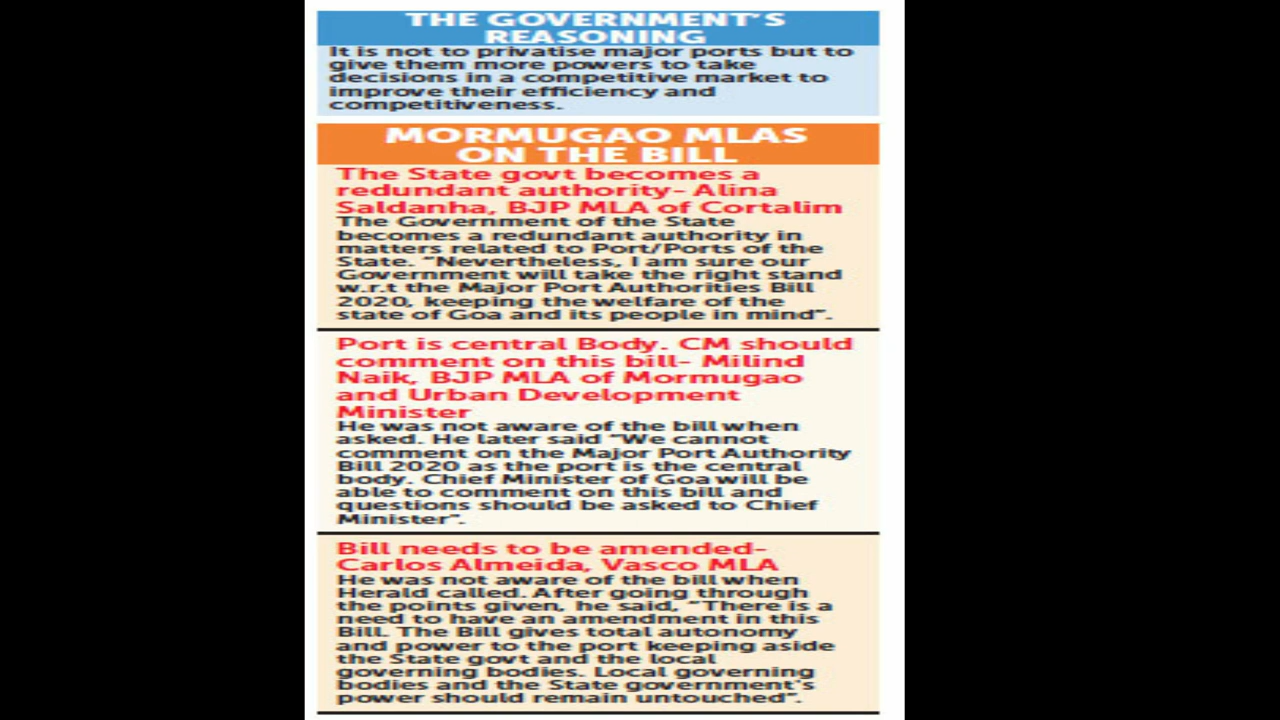 THE GOVERNMENT'S
REASONING
It is not to privatise major ports but to
give them more powers to take
decisions in a competitive market to
improve their efficiency and
competitiveness.
MORMUGAO MLAS
ON THE BILL
The State govt becomes a
redundant authority- Alina
Saldanha, BJP MLA of Cortalim
The Government of the State
becomes a redundant authority in
matters related to Port/Ports of the
State. "Nevertheless, I am sure our
Government will take the right stand
w.r.t the Major Port Authorities Bill
2020, keeping the welfare of the
state of Goa and its people in mind".
Port is central Body. CM should
comment on this bill- Milind
Naik, BJP MLA of Mormugao
and Urban Development
Minister
He was not aware of the bill when
asked. He later said "We cannot
comment on the Major Port Authority
Bill 2020 as the port is the central
body. Chief Minister of Goa will be
able to comment on this bill and
questions should be asked to Chief
Minister".
Bill needs to be amended-
Carlos Almeida, Vasco MLA
He was not aware of the bill when
Herald called. After going through
the points given, he said, "There is a
need to have an amendment in this
Bill. The Bill gives total autonomy
and power to the port keeping aside
the State govt and the local
governing bodies. Local governing
bodies and the State government's
power should remain untouched".